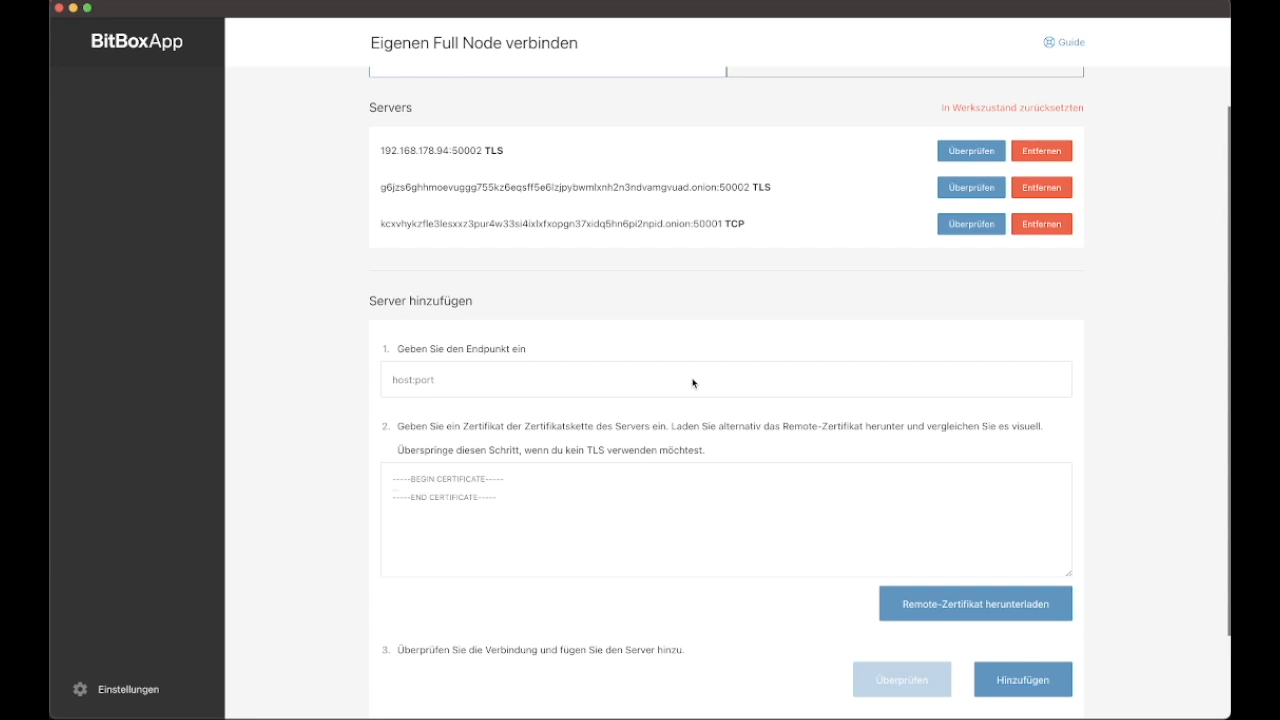 BitBoxApp
Eigenen Full Node verbinden
Guide
Servers
In Werkszustand zurücksetzten
192.168.178.94:50002 TLS
Überprüfen
Entfernen
g6jzs6ghhmoevuggg755kz6eqsff5e6lzjpybwmlxnh2n3ndvamgvuad.onion:50002 TLS
Überprüfen
Entfernen
kcxvhykzfle3lesxxz3pur4w33si4ixlxfxopgn37xidq5hn6pi2npid.onion:50001 TCP
Überprüfen
Entfernen
Server hinzufügen
1. Geben Sie den Endpunkt ein
host:port
2. Geben Sie ein Zertifikat der Zertifikatskette des Servers ein. Laden Sie alternativ das Remote-Zertifikat herunter und vergleichen Sie es visuell.
Überspringe diesen Schritt, wenn du kein TLS verwenden möchtest.
-----BEGIN CERTIFICATE-----
...
-----END CERTIFICATE-----
Remote-Zertifikat herunterladen
3. Überprüfen Sie die Verbindung und fügen Sie den Server hinzu.
Überprüfen
Hinzufügen
Einstellungen